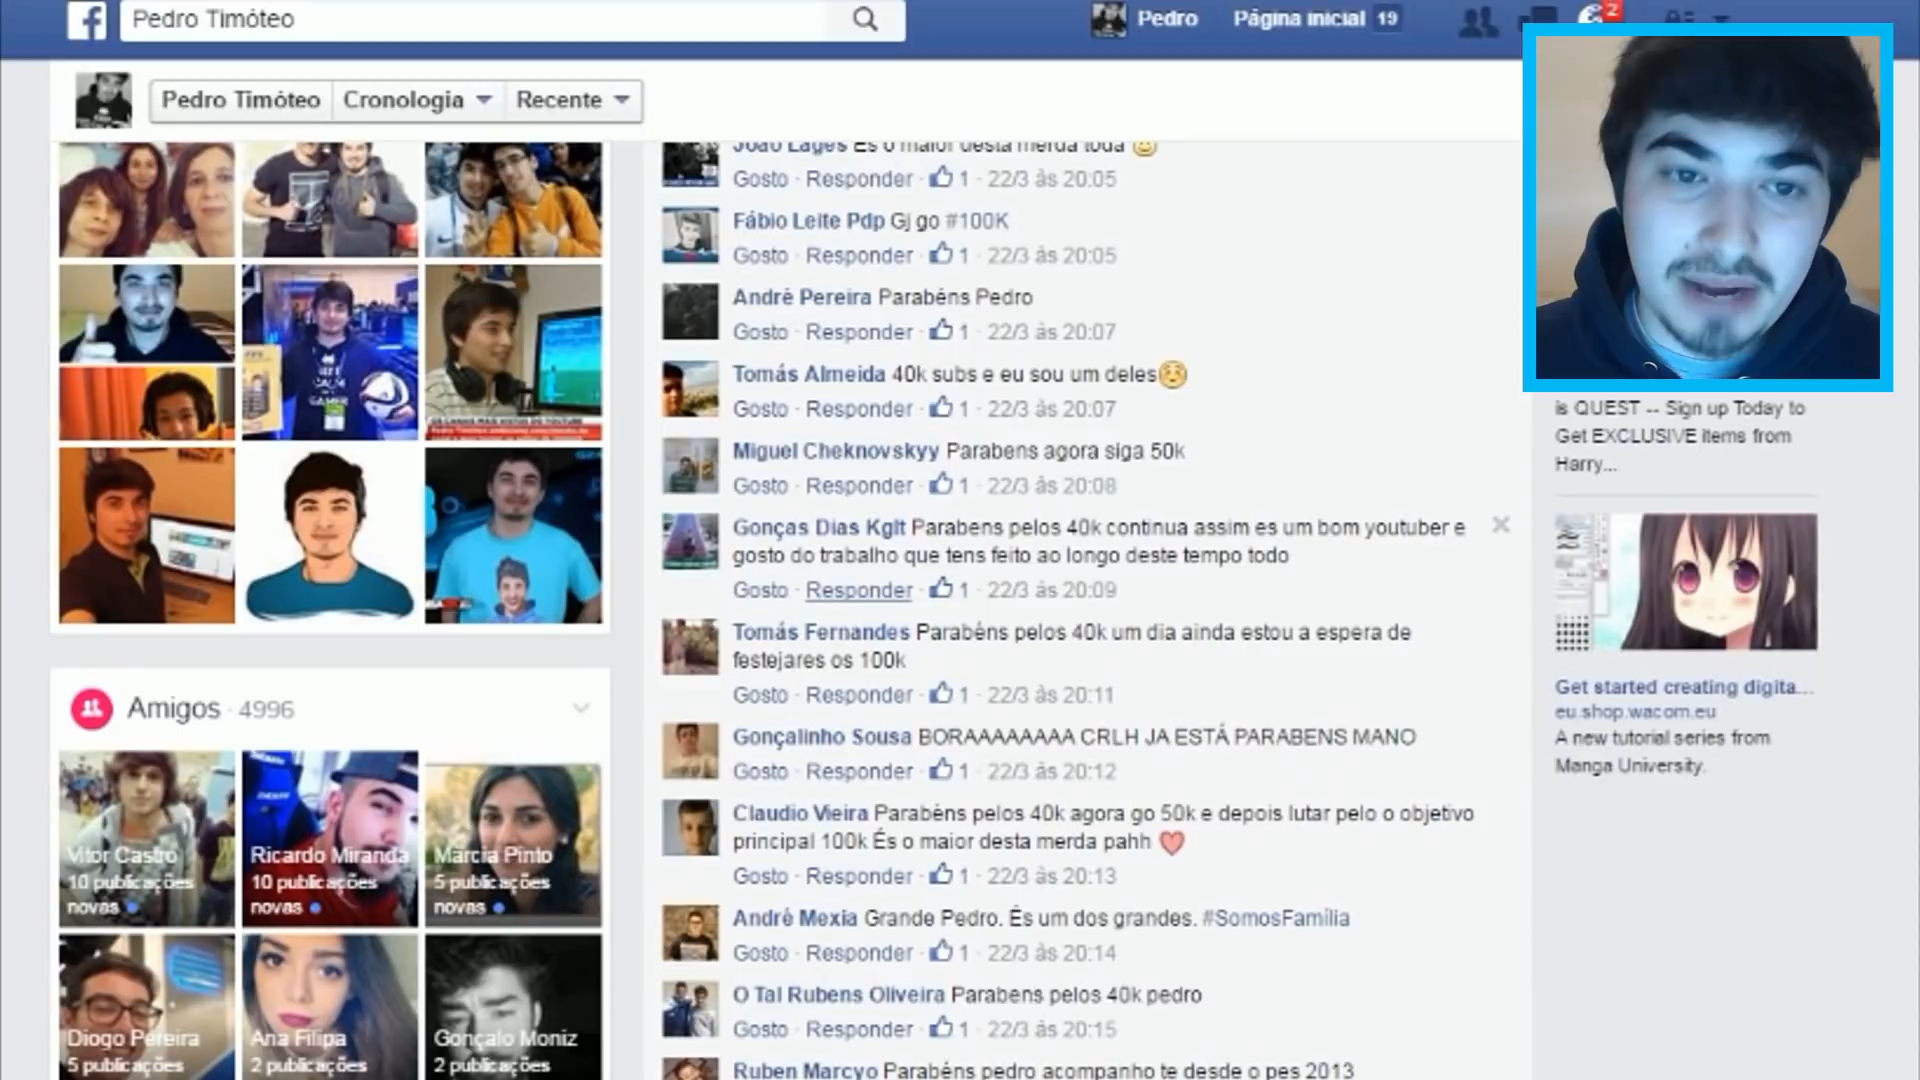 Pedro Timóteo
Pedro
Página inicial 19
2
Pedro Timóteo
Cronologia
Recente
João Lages És o maior desta merda toda
Gosto · Responder · 1 · 22/3 às 20:05
Fábio Leite Pdp Gj go #100K
Gosto · Responder · 1 · 22/3 às 20:05
André Pereira Parabéns Pedro
Gosto · Responder · 1 · 22/3 às 20:07
Tomás Almeida 40k subs e eu sou um deles
Gosto · Responder · 1 · 22/3 às 20:07
Miguel Cheknovskyy Parabens agora siga 50k
Gosto · Responder · 1 · 22/3 às 20:08
Gonças Dias Kglt Parabens pelos 40k continua assim es um bom youtuber e
gosto do trabalho que tens feito ao longo deste tempo todo
Gosto · Responder · 1 · 22/3 às 20:09
Tomás Fernandes Parabéns pelos 40k um dia ainda estou a espera de
festejares os 100k
Gosto · Responder · 1 · 22/3 às 20:11
Gonçalinho Sousa BORAAAAAAAA CRLH JA ESTÁ PARABENS MANO
Gosto · Responder · 1 · 22/3 às 20:12
Claudio Vieira Parabéns pelos 40k agora go 50k e depois lutar pelo o objetivo
principal 100k És o maior desta merda pahh
Gosto · Responder · 1 · 22/3 às 20:13
André Mexia Grande Pedro. És um dos grandes. #SomosFamília
Gosto · Responder · 1 · 22/3 às 20:14
O Tal Rubens Oliveira Parabens pelos 40k pedro
Gosto · Responder · 1 · 22/3 às 20:15
Ruben Marcyo Parabéns pedro acompanho te desde o pes 2013
Amigos · 4996
Vitor Castro
10 publicações
novas
Ricardo Miranda
10 publicações
novas
Márcia Pinto
5 publicações
novas
Diogo Pereira
5 publicações
Ana Filipa
2 publicações
Gonçalo Moniz
2 publicações
is QUEST -- Sign up Today to
Get EXCLUSIVE items from
Harry...
Get started creating digita...
eu.shop.wacom.eu
A new tutorial series from
Manga University.